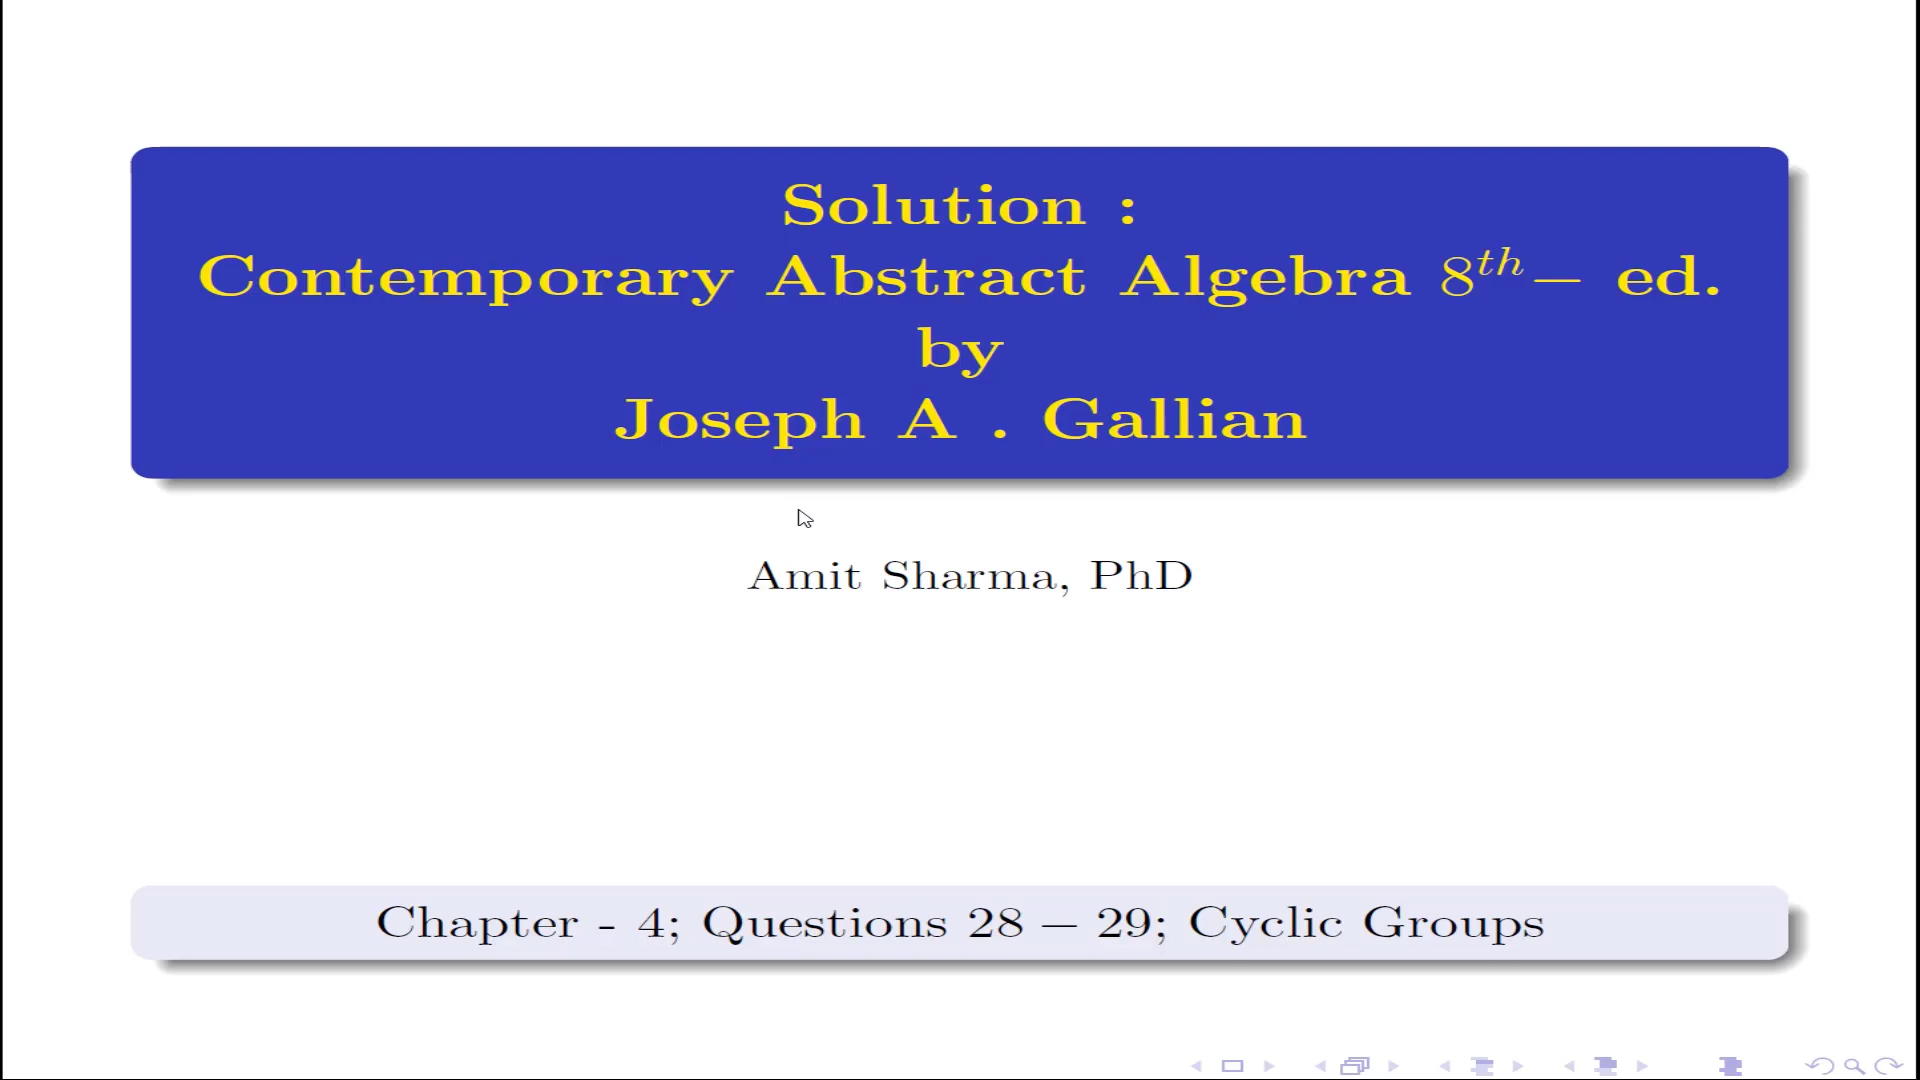 Solution :
Contemporary Abstract Algebra 8th− ed.
by
Joseph A . Gallian
Amit Sharma, PhD
Chapter - 4; Questions 28 − 29; Cyclic Groups